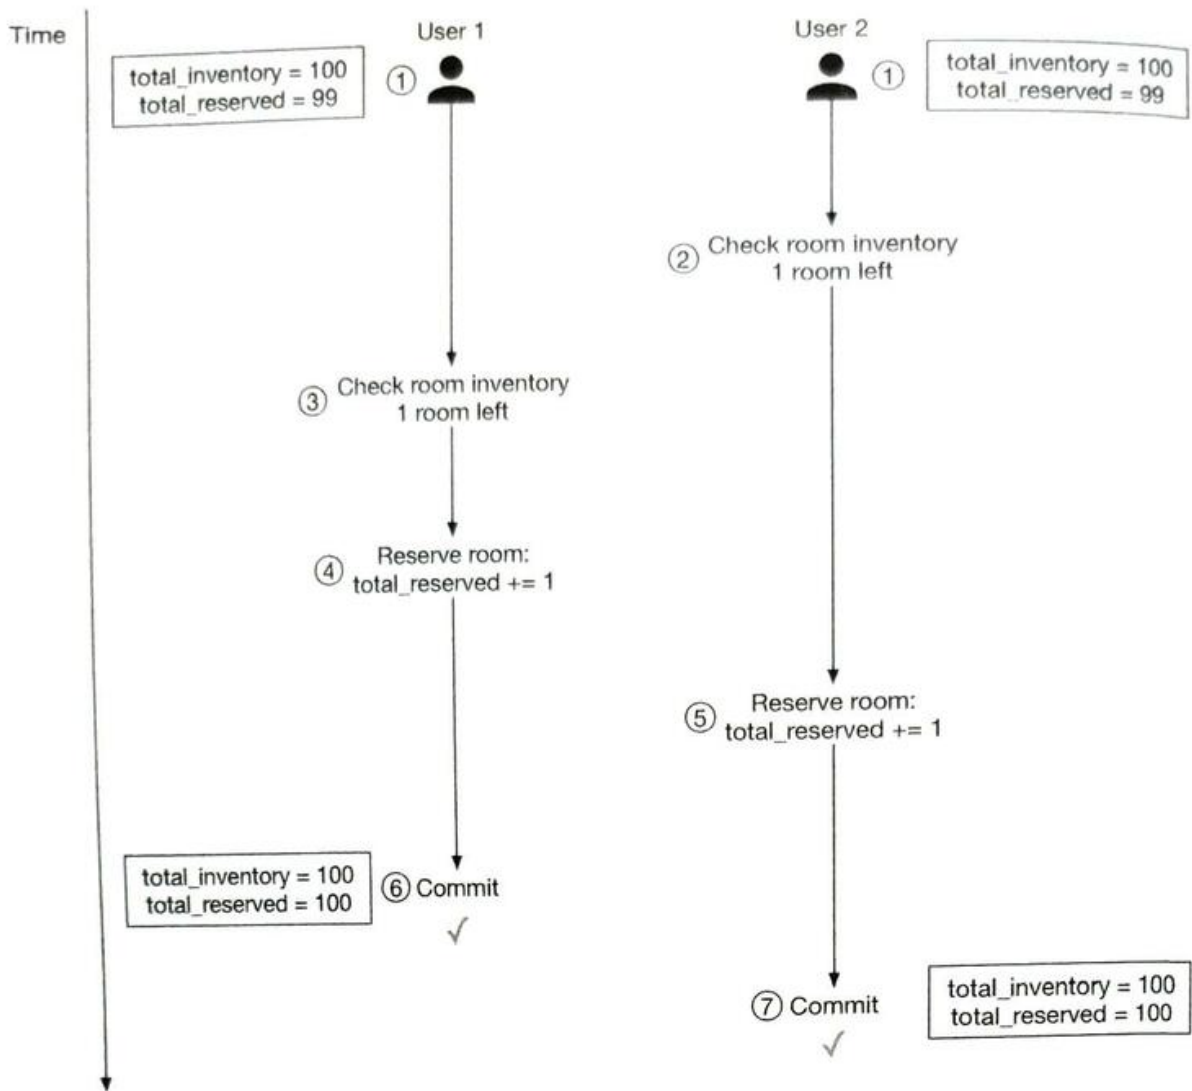 Time
User 1
User 2
total_inventory = 100
total_reserved = 99
①
①
total_inventory = 100
total_reserved = 99
②
Check room inventory
1 room left
③
Check room inventory
1 room left
④
Reserve room:
total_reserved += 1
⑤
Reserve room:
total_reserved += 1
total_inventory = 100
total_reserved = 100
⑥ Commit
✓
⑦ Commit
✓
total_inventory = 100
total_reserved = 100